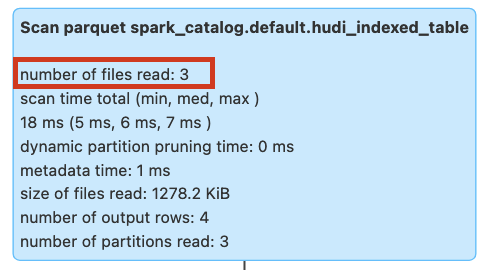 Scan parquet spark_catalog.default.hudi_indexed_table
number of files read: 3
scan time total (min, med, max )
18 ms (5 ms, 6 ms, 7 ms )
dynamic partition pruning time: 0 ms
metadata time: 1 ms
size of files read: 1278.2 KiB
number of output rows: 4
number of partitions read: 3